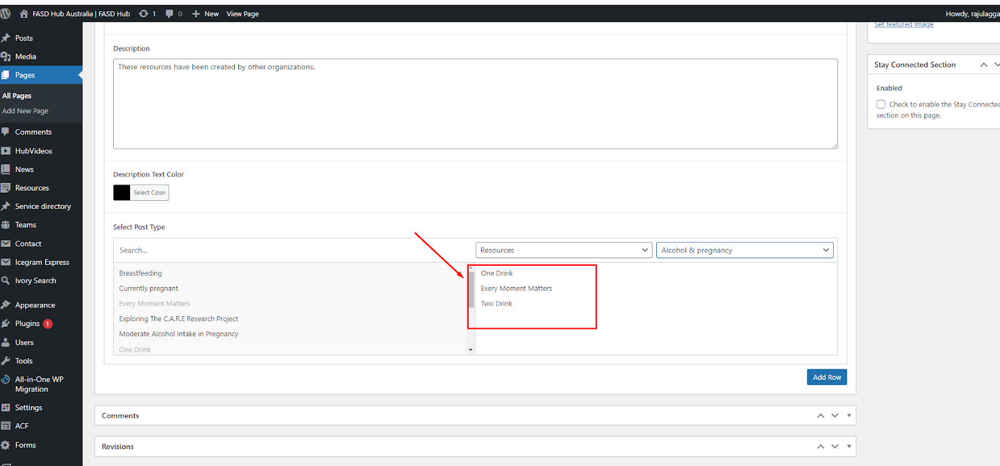 FASD Hub Australia | FASD Hub 1 0 New View Page Howdy, rajulagga
Posts
Media
Pages
All Pages
Add New Page
Comments
HubVideos
News
Resources
Service directory
Teams
Contact
Icegram Express
Ivory Search
Appearance
Plugins 1
Users
Tools
All-in-One WP
Migration
Settings
ACF
Forms
Description
These resources have been created by other organizations.
Description Text Color
Select Color
Select Post Type
Search...
Resources
Alcohol & pregnancy
Breastfeeding
Currently pregnant
Every Moment Matters
Exploring The C.A.R.E Research Project
Moderate Alcohol Intake in Pregnancy
One Drink
One Drink
Every Moment Matters
Two Drink
Add Row
Comments
Revisions
Set featured image
Stay Connected Section
Enabled
Check to enable the Stay Connected
section on this page.